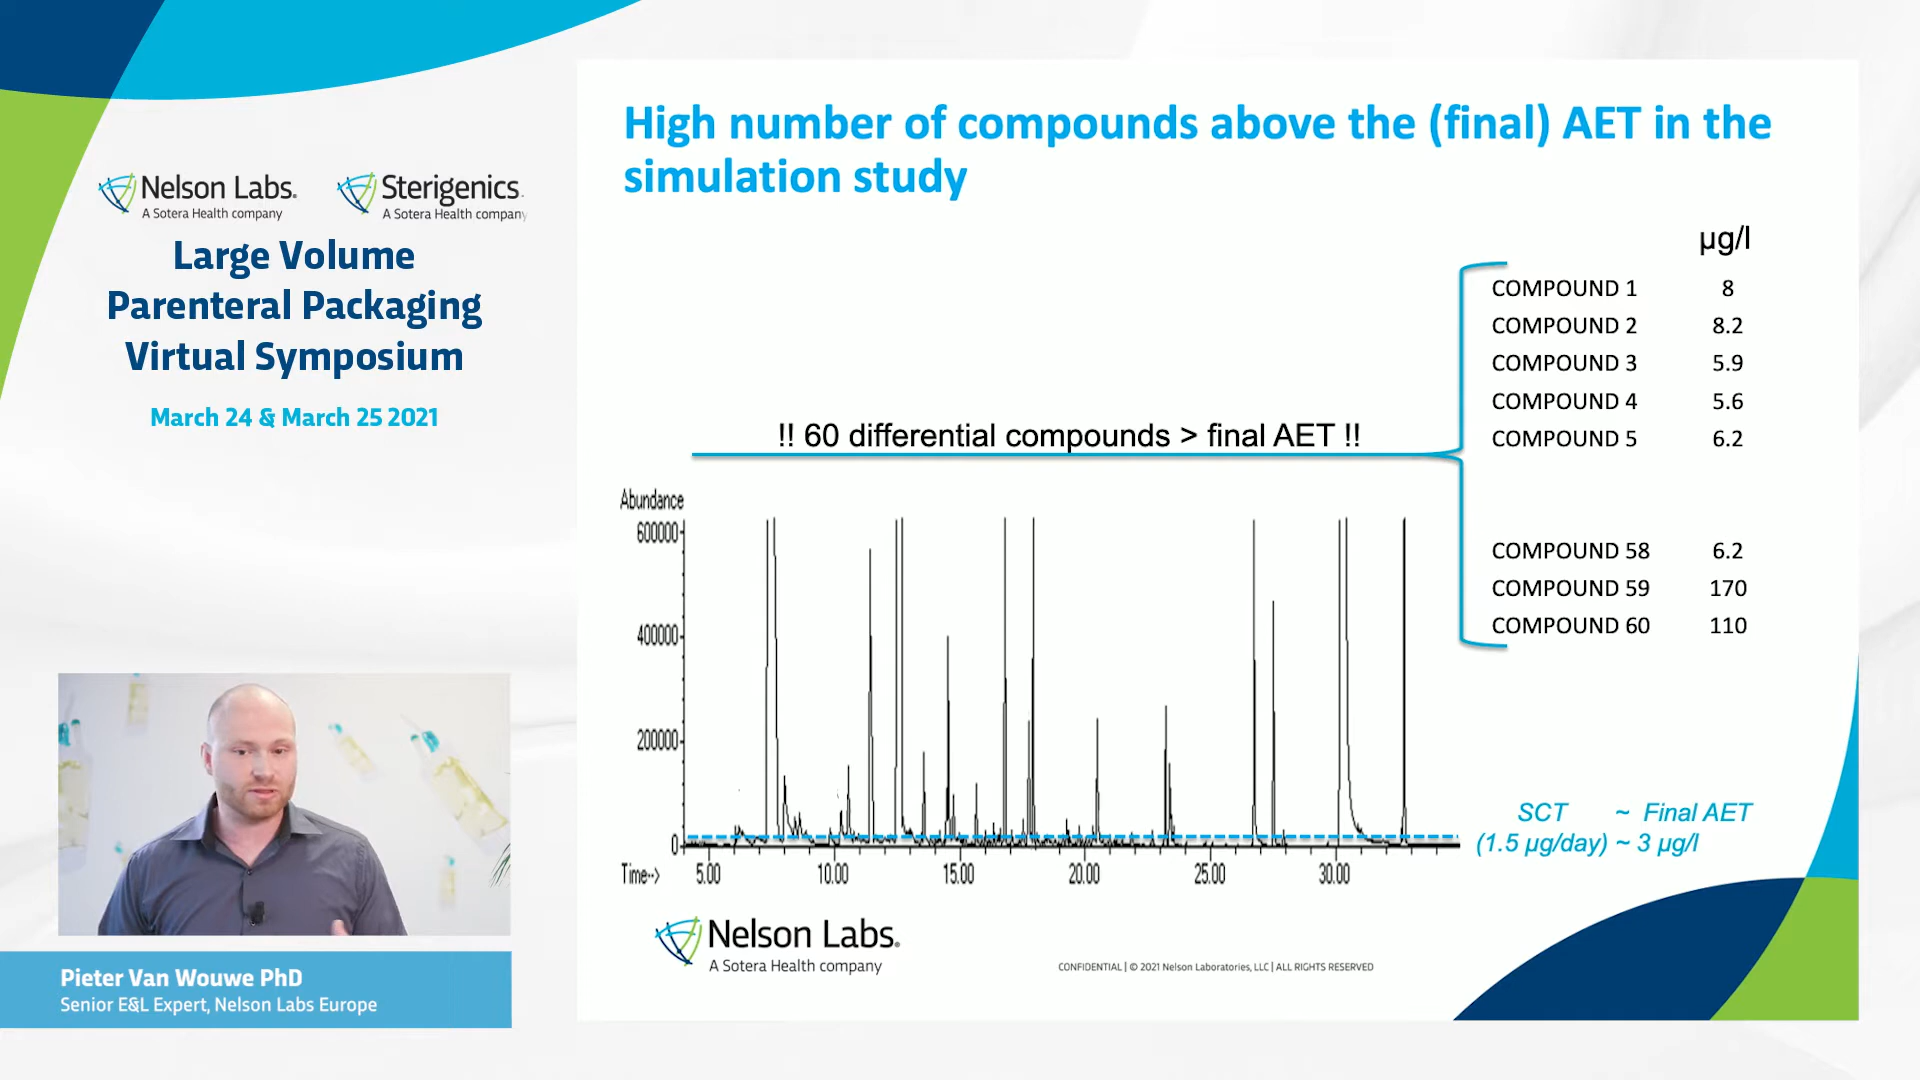 Nelson Labs.
A Sotera Health company
Sterigenics
A Sotera Health company
Large Volume
Parenteral Packaging
Virtual Symposium
March 24 & March 25 2021
Pieter Van Wouwe PhD
Senior E&L Expert, Nelson Labs Europe
High number of compounds above the (final) AET in the
simulation study
µg/l
COMPOUND 1 8
COMPOUND 2 8.2
COMPOUND 3 5.9
COMPOUND 4 5.6
COMPOUND 5 6.2
!! 60 differential compounds > final AET !!
COMPOUND 58 6.2
COMPOUND 59 170
COMPOUND 60 110
Abundance
600000
400000
200000
0
Time-->
5.00 10.00 15.00 20.00 25.00 30.00
SCT ~ Final AET
(1.5 µg/day) ~ 3 µg/l
Nelson Labs®
A Sotera Health company
CONFIDENTIAL | © 2021 Nelson Laboratories, LLC | ALL RIGHTS RESERVED